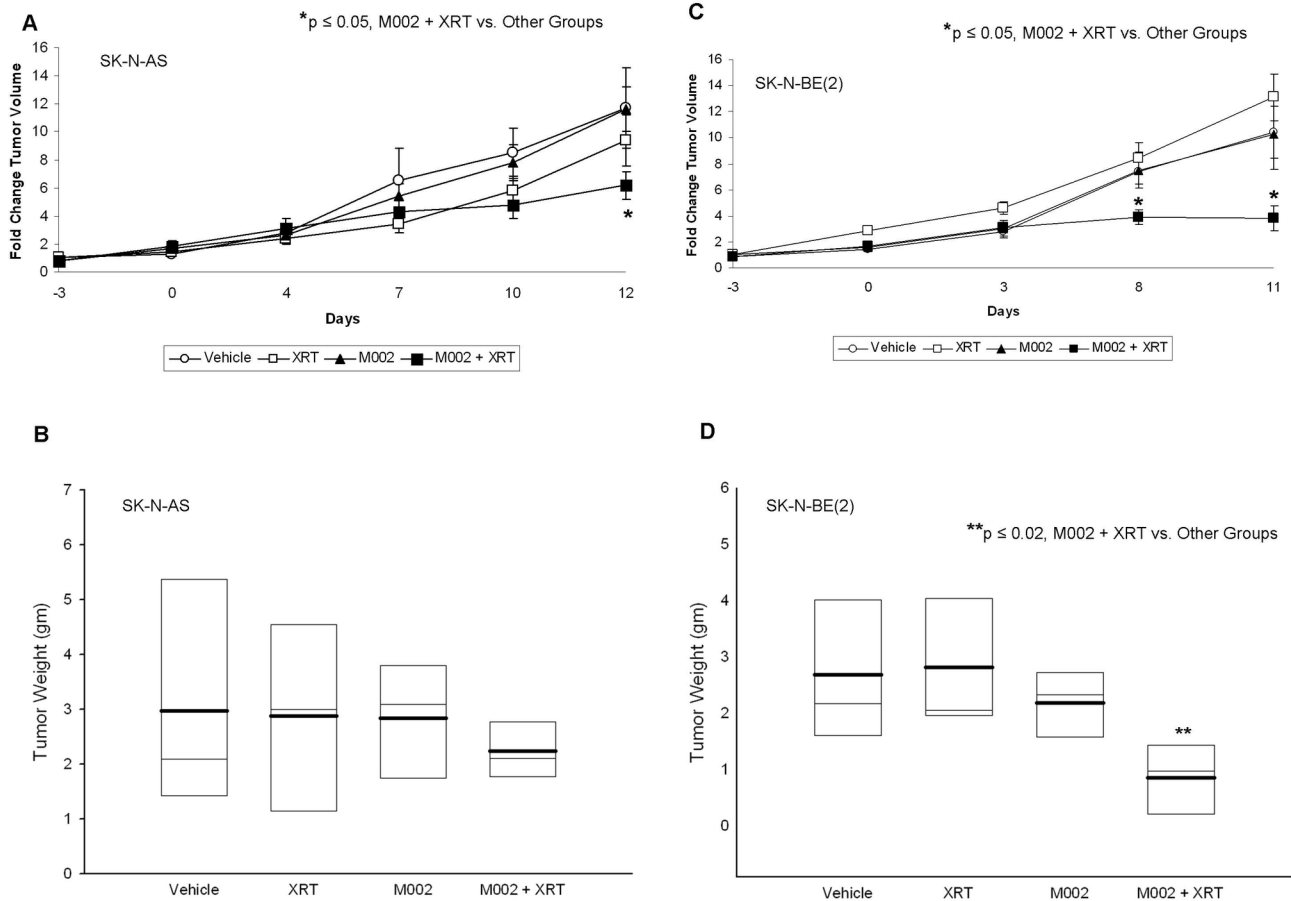 A
*p ≤ 0.05, M002 + XRT vs. Other Groups
SK-N-AS
Fold Change Tumor Volume
16
14
12
10
8
6
4
2
0
*
-3 0 4 7 10 12
Days
Vehicle XRT M002 M002 + XRT
C
*p ≤ 0.05, M002 + XRT vs. Other Groups
SK-N-BE(2)
Fold Change Tumor Volume
16
14
12
10
8
6
4
2
0
* *
-3 0 3 8 11
Days
Vehicle XRT M002 M002 + XRT
B
SK-N-AS
Tumor Weight (gm)
7
6
5
4
3
2
1
0
Vehicle XRT M002 M002 + XRT
D
SK-N-BE(2)
**p ≤ 0.02, M002 + XRT vs. Other Groups
Tumor Weight (gm)
6
5
4
3
2
1
0
**
Vehicle XRT M002 M002 + XRT